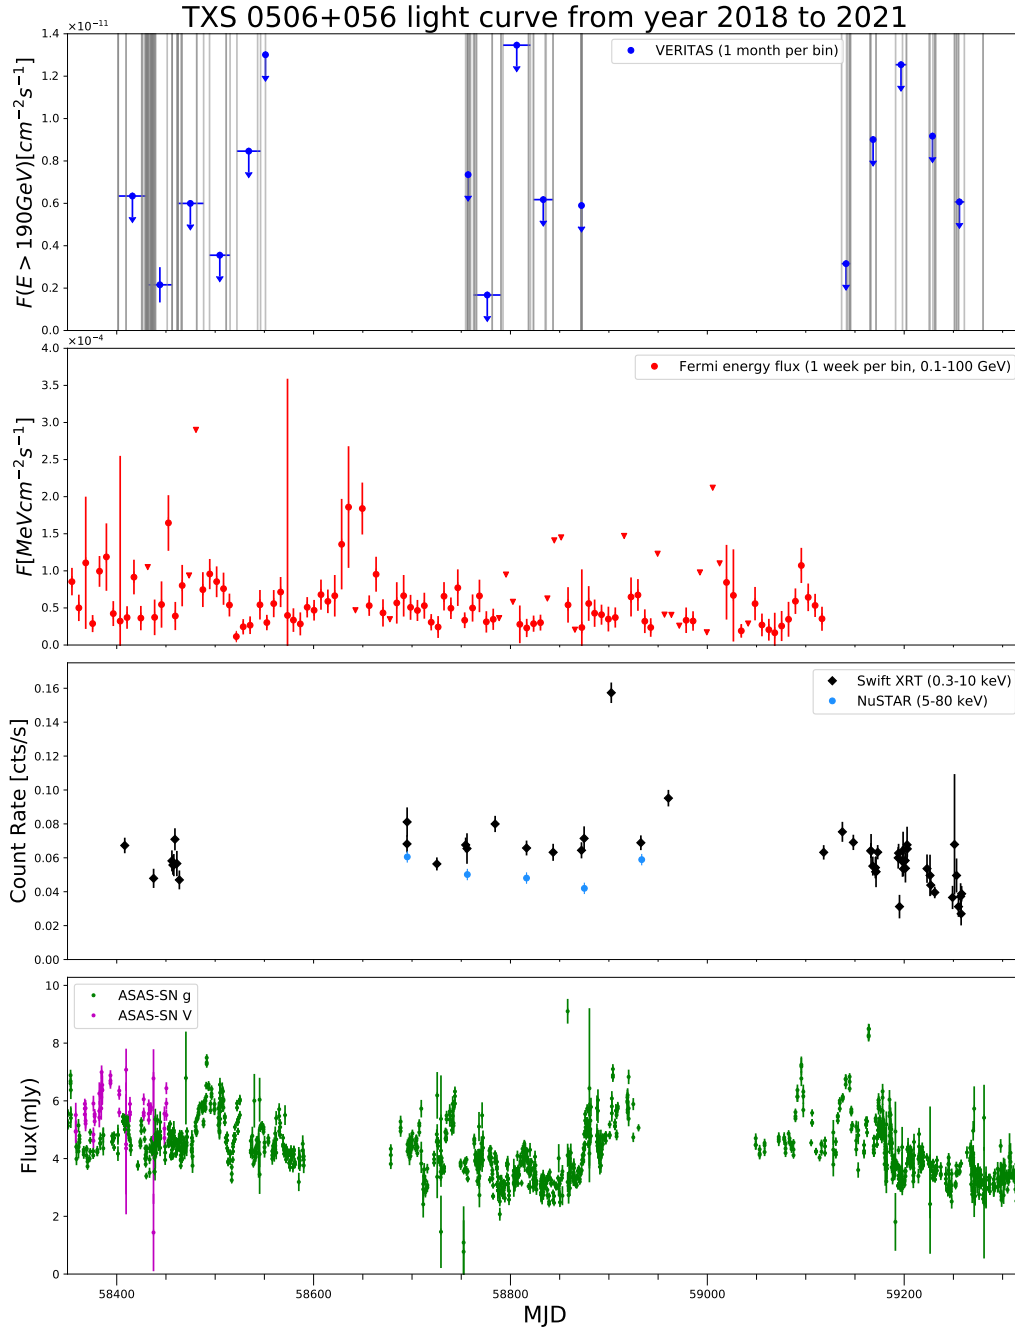 TXS 0506+056 light curve from year 2018 to 2021
×10−11
1.4
1.2
1.0
0.8
0.6
0.4
0.2
0.0
F(E > 190GeV)[cm−2s−1]
VERITAS (1 month per bin)
×10−4
4.0
3.5
3.0
2.5
2.0
1.5
1.0
0.5
0.0
F[MeVcm−2s−1]
Fermi energy flux (1 week per bin, 0.1-100 GeV)
0.16
0.14
0.12
0.10
0.08
0.06
0.04
0.02
0.00
Count Rate [cts/s]
Swift XRT (0.3-10 keV)
NuSTAR (5-80 keV)
10
8
6
4
2
0
Flux(mJy)
ASAS-SN g
ASAS-SN V
58400 58600 58800 59000 59200
MJD